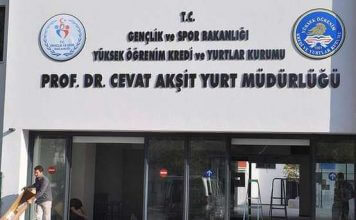 T.C.
GENÇLİK ve SPOR BAKANLIĞI
YÜKSEK ÖĞRENİM KREDİ ve YURTLAR KURUMU
PROF. DR. CEVAT AKŞİT YURT MÜDÜRLÜĞÜ